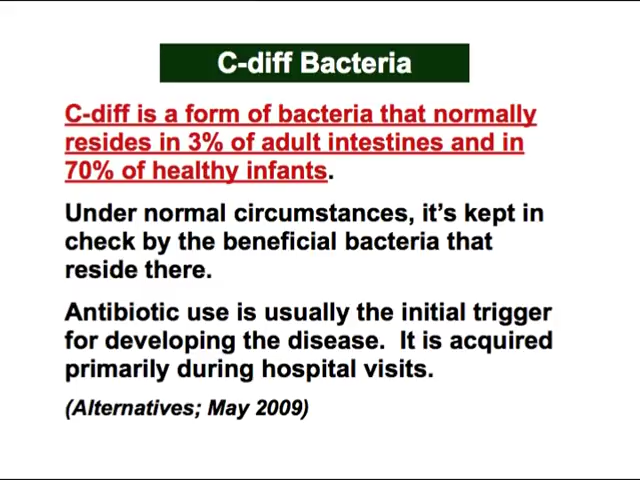 C-diff Bacteria
C-diff is a form of bacteria that normally
resides in 3% of adult intestines and in
70% of healthy infants.
Under normal circumstances, it's kept in
check by the beneficial bacteria that
reside there.
Antibiotic use is usually the initial trigger
for developing the disease.  It is acquired
primarily during hospital visits.
(Alternatives; May 2009)